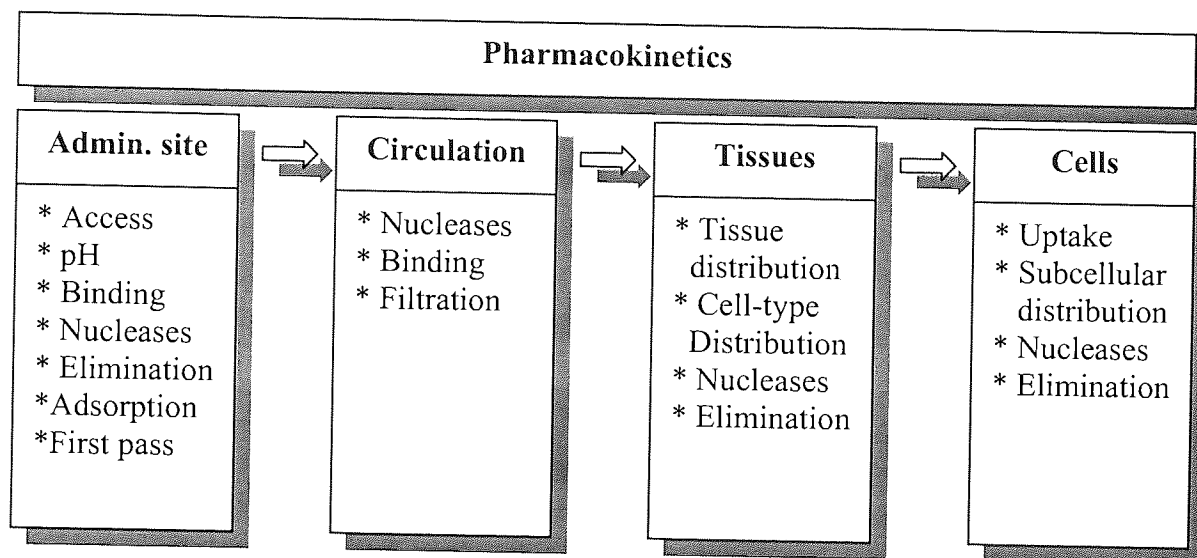 Pharmacokinetics
Admin. site
* Access
* pH
* Binding
* Nucleases
* Elimination
*Adsorption
*First pass
Circulation
* Nucleases
* Binding
* Filtration
Tissues
* Tissue
distribution
* Cell-type
Distribution
* Nucleases
* Elimination
Cells
* Uptake
* Subcellular
distribution
* Nucleases
* Elimination